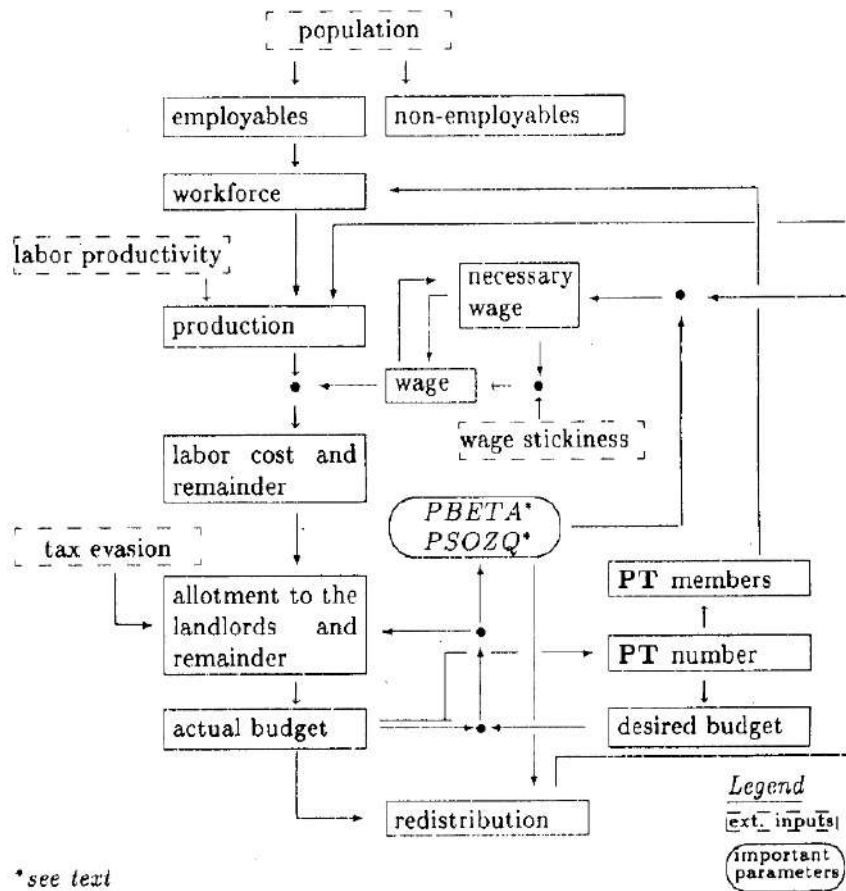 population
employables
non-employables
workforce
labor productivity
necessary
wage
production
wage
wage stickiness
labor cost and
remainder
PBETA*
PSOZQ*
tax evasion
PT members
allotment to the
landlords and
remainder
PT number
actual budget
desired budget
Legend
redistribution
ext. inputs
important
parameters
*see text